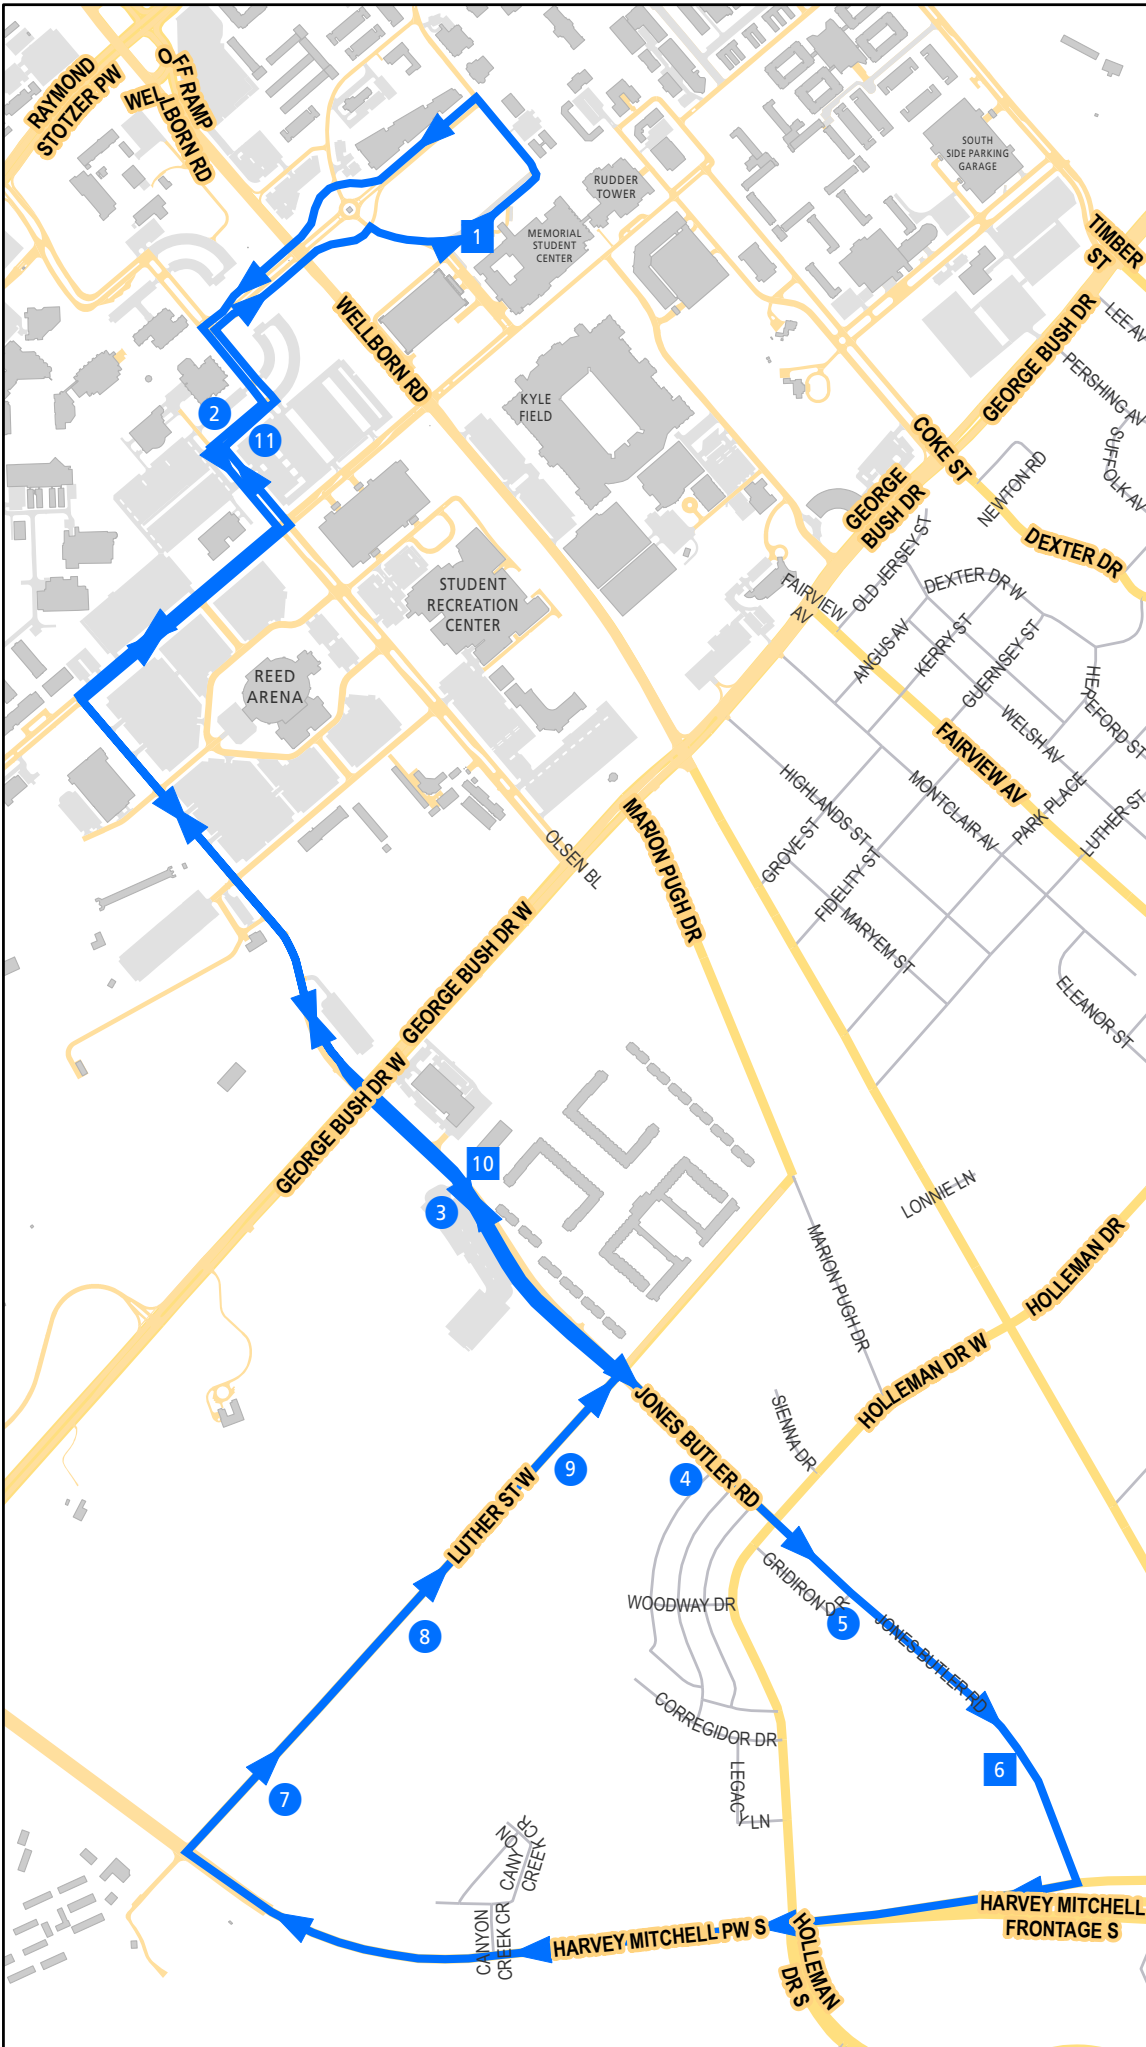 RAYMOND
STOTZER PW
OFF RAMP
WELLBORN RD
SOUTH
SIDE PARKING
GARAGE
RUDDER
TOWER
1
MEMORIAL
STUDENT
CENTER
TIMBER
ST
LEE AV
WELLBORN RD
GEORGE BUSH DR
PERSHING AV
KYLE
FIELD
2
11
COKE ST
SUFFOLK AV
NEWTON RD
GEORGE
BUSH DR
DEXTER DR
OLD JERSEY ST
STUDENT
RECREATION
CENTER
FAIRVIEW
AV
DEXTER DR W
ANGUS AV
KERRY ST
GUERNSEY ST
REED
ARENA
HEREFORD ST
WELSH AV
FAIRVIEW AV
HIGHLANDS ST
MONTCLAIR AV
PARK PLACE
LUTHER ST
MARION PUGH DR
GROVE ST
OLSEN BL
FIDELITY ST
MARYEM ST
GEORGE BUSH DR W
ELEANOR ST
GEORGE BUSH DR W
10
3
LONNIE LN
MARION PUGH DR
HOLLEMAN DR
HOLLEMAN DR W
JONES BUTLER RD
SIENNA DR
9
4
LUTHER ST W
GRIDIRON DR
WOODWAY DR
5
8
JONES BUTLER RD
CORREGIDOR DR
6
LEGACY LN
7
CANYON
CREEK CR
CANYON
CREEK CR
HARVEY MITCHELL PW S
HARVEY MITCHELL
FRONTAGE S
HOLLEMAN
DR S